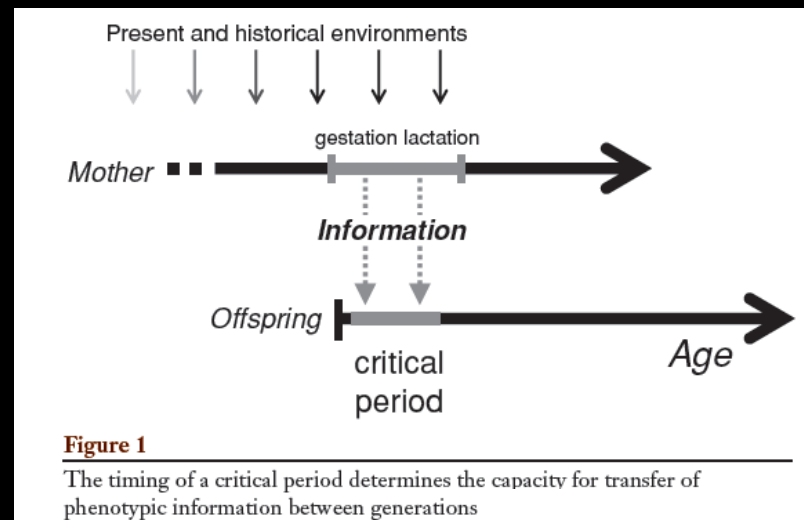 Present and historical environments
gestation lactation
Mother
Information
Offspring
Age
critical
period
Figure 1
The timing of a critical period determines the capacity for transfer of
phenotypic information between generations